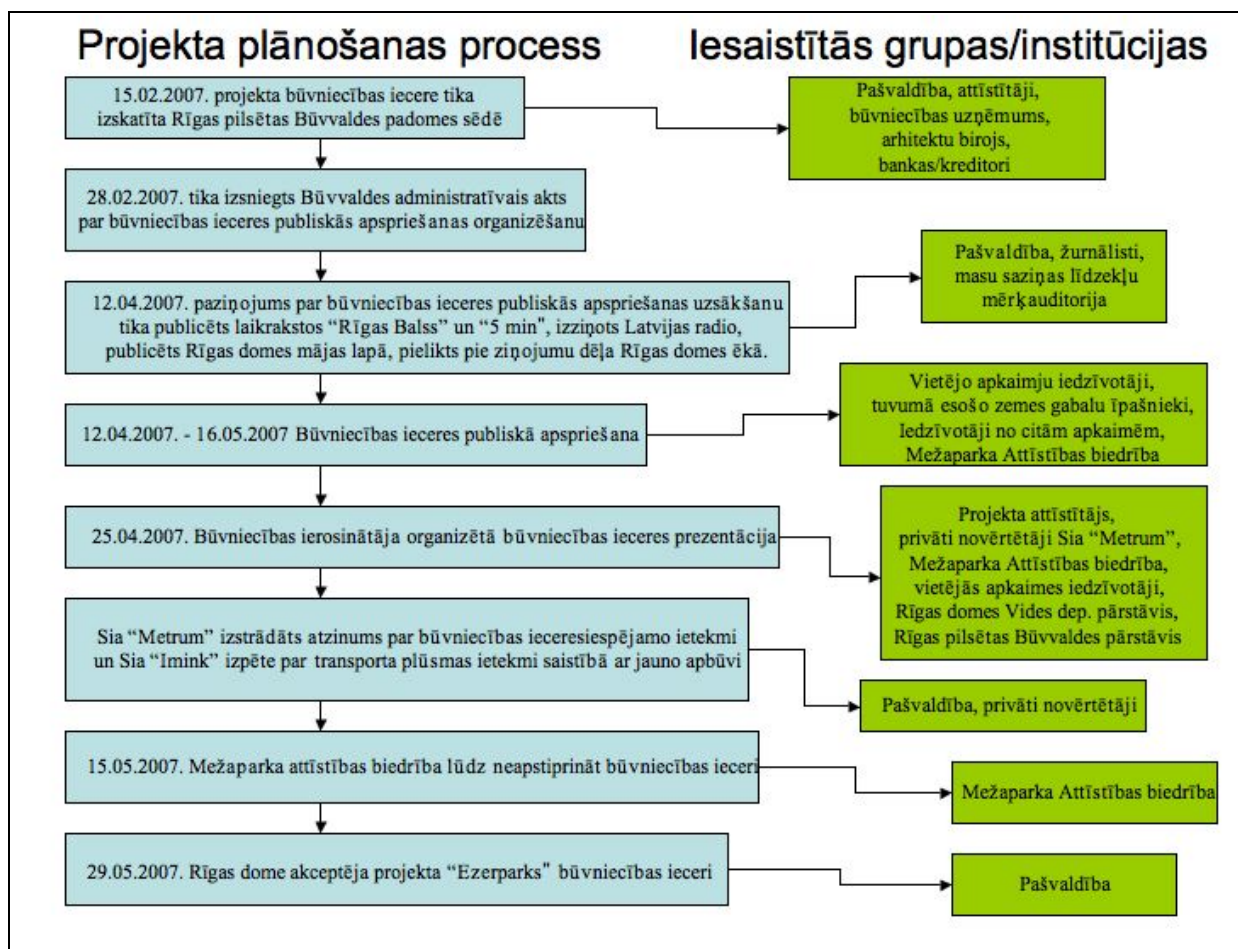 Projekta plānošanas process
Iesaistītās grupas/institūcijas
15.02.2007. projekta būvniecības iecere tika
izskatīta Rīgas pilsētas Būvvaldes padomes sēdē
Pašvaldība, attīstītāji,
būvniecības uzņēmums,
arhitektu birojs,
bankas/kreditori
28.02.2007. tika izsniegts Būvvaldes administratīvais akts
par būvniecības ieceres publiskās apspriešanas organizēšanu
12.04.2007. paziņojums par būvniecības ieceres publiskās apspriešanas uzsākšanu
tika publicēts laikrakstos “Rīgas Balss” un “5 min", izziņots Latvijas radio,
publicēts Rīgas domes mājas lapā, pielikts pie ziņojumu dēļa Rīgas domes ēkā.
Pašvaldība, žurnālisti,
masu saziņas līdzekļu
mērķauditorija
12.04.2007. - 16.05.2007 Būvniecības ieceres publiskā apspriešana
Vietējo apkaimju iedzīvotāji,
tuvumā esošo zemes gabalu īpašnieki,
Iedzīvotāji no citām apkaimēm,
Mežaparka Attīstības biedrība
25.04.2007. Būvniecības ierosinātāja organizētā būvniecības ieceres prezentācija
Projekta attīstītājs,
privāti novērtētāji Sia “Metrum”,
Mežaparka Attīstības biedrība,
vietējās apkaimes iedzīvotāji,
Rīgas domes Vides dep. pārstāvis,
Rīgas pilsētas Būvvaldes pārstāvis
Sia “Metrum” izstrādāts atzinums par būvniecības ieceresiespējamo ietekmi
un Sia “Imink” izpēte par transporta plūsmas ietekmi saistībā ar jauno apbūvi
Pašvaldība, privāti novērtētāji
15.05.2007. Mežaparka attīstības biedrība lūdz neapstiprināt būvniecības ieceri
Mežaparka Attīstības biedrība
29.05.2007. Rīgas dome akceptēja projekta “Ezerparks" būvniecības ieceri
Pašvaldība